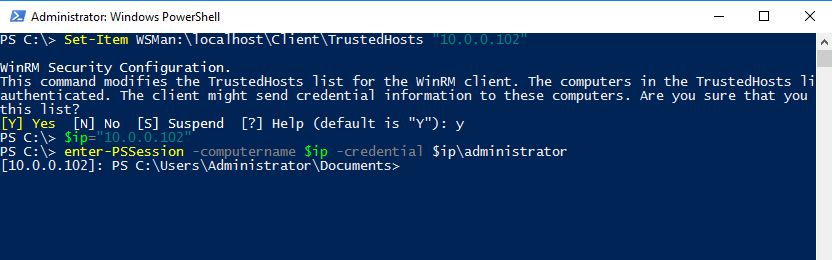 Administrator: Windows PowerShell
PS C:\> Set-Item WSMan:\localhost\Client\TrustedHosts "10.0.0.102"
WinRM Security Configuration.
This command modifies the TrustedHosts list for the WinRM client. The computers in the TrustedHosts li
authenticated. The client might send credential information to these computers. Are you sure that you
this list?
[Y] Yes  [N] No  [S] Suspend  [?] Help (default is "Y"): y
PS C:\> $ip="10.0.0.102"
PS C:\> enter-PSSession -computername $ip -credential $ip\administrator
[10.0.0.102]: PS C:\Users\Administrator\Documents>